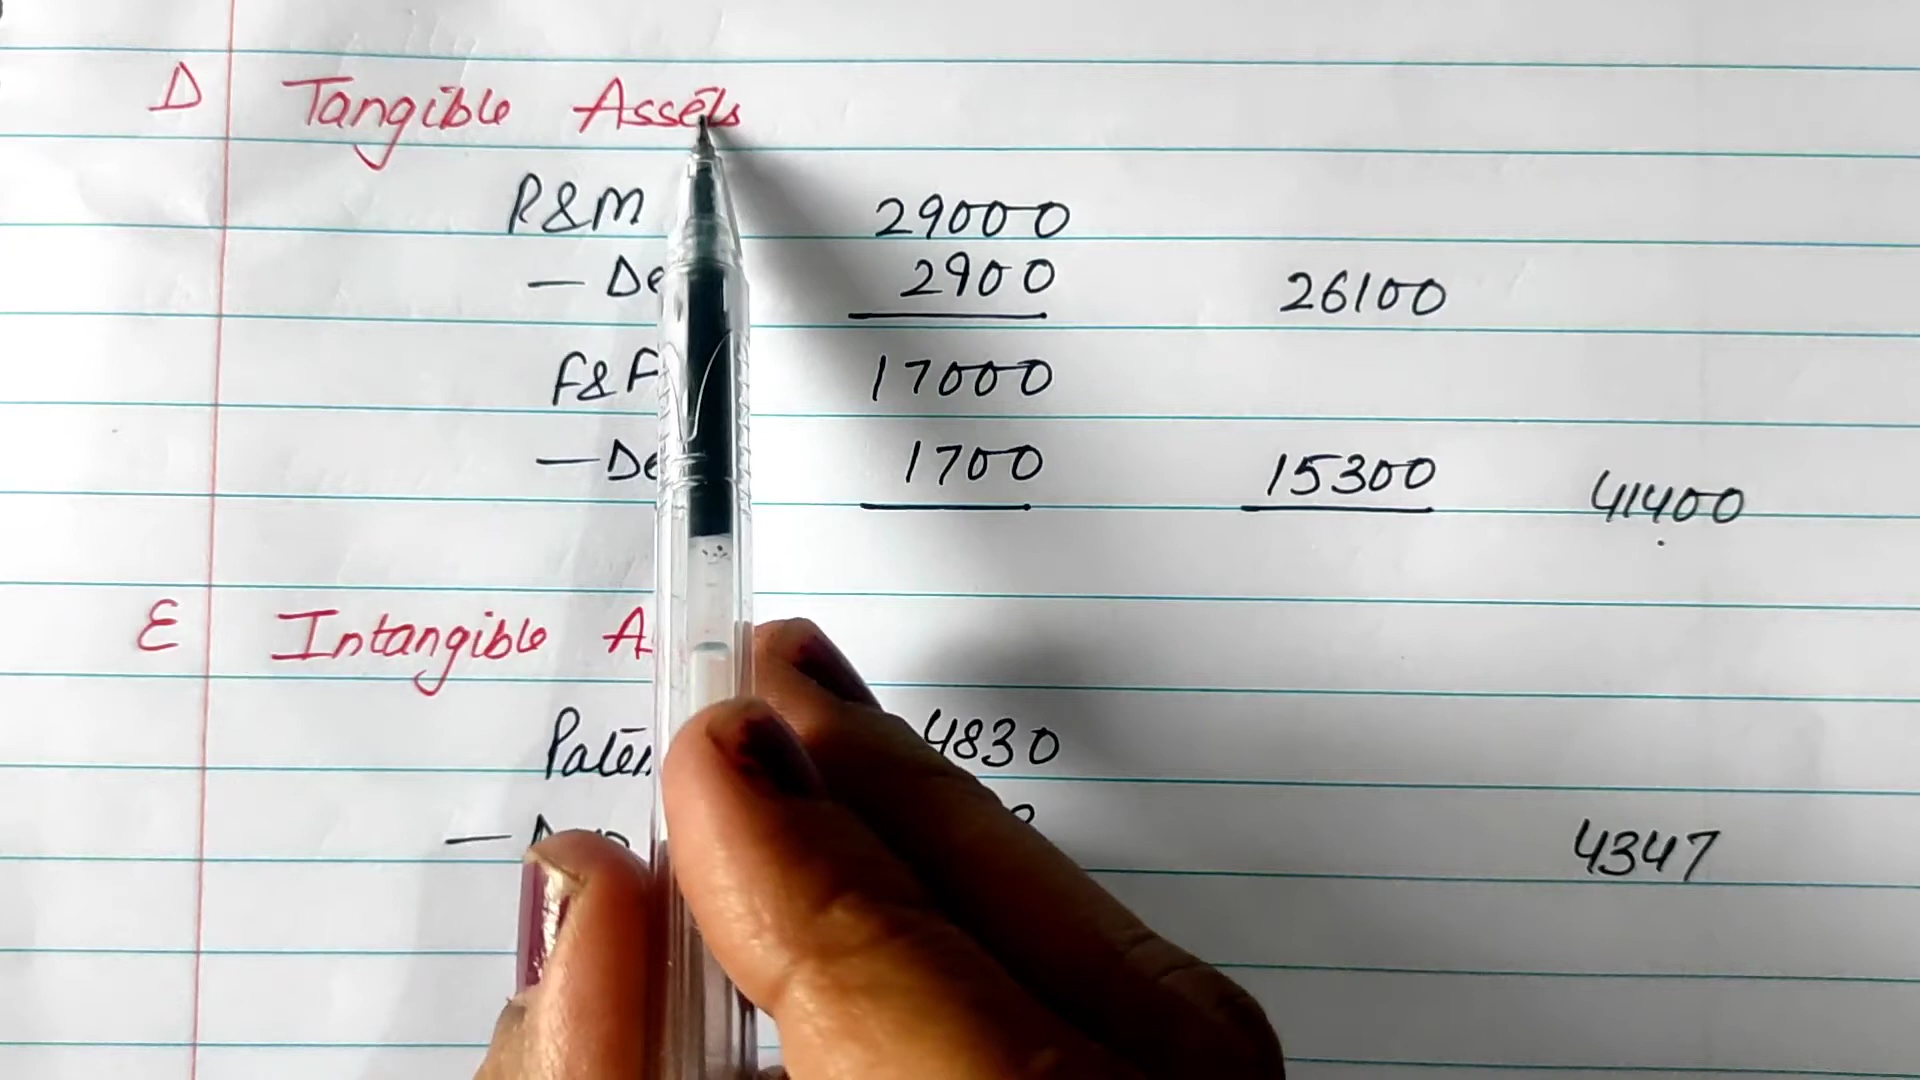 D Tangible Assets
P&M 29000
— De 2900 26100
F&F 17000
— De 1700 15300 41400
E Intangible A
Paten 4830
— 4347